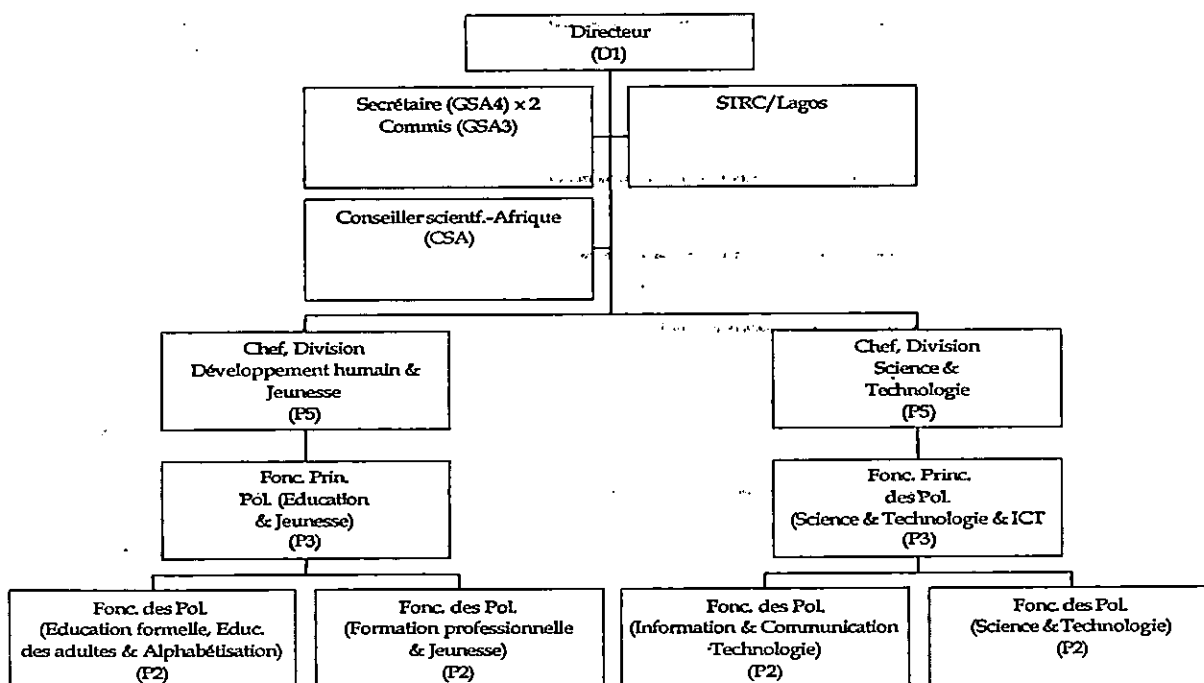 Directeur
(D1)
Secrétaire (GSA4) x 2
Commis (GSA3)
STRC/Lagos
Conseiller scientf.-Afrique
(CSA)
Chef, Division
Développement humain &
Jeunesse
(P5)
Chef, Division
Science &
Technologie
(P5)
Fonc. Prin.
Pol. (Education
& Jeunesse)
(P3)
Fonc. Princ.
des Pol.
(Science & Technologie & ICT
(P3)
Fonc. des Pol.
(Education formelle, Educ.
des adultes & Alphabétisation)
(P2)
Fonc. des Pol.
(Formation professionnelle
& Jeunesse)
(P2)
Fonc. des Pol.
(Information & Communication
Technologie)
(P2)
Fonc. des Pol.
(Science & Technologie)
(P2)